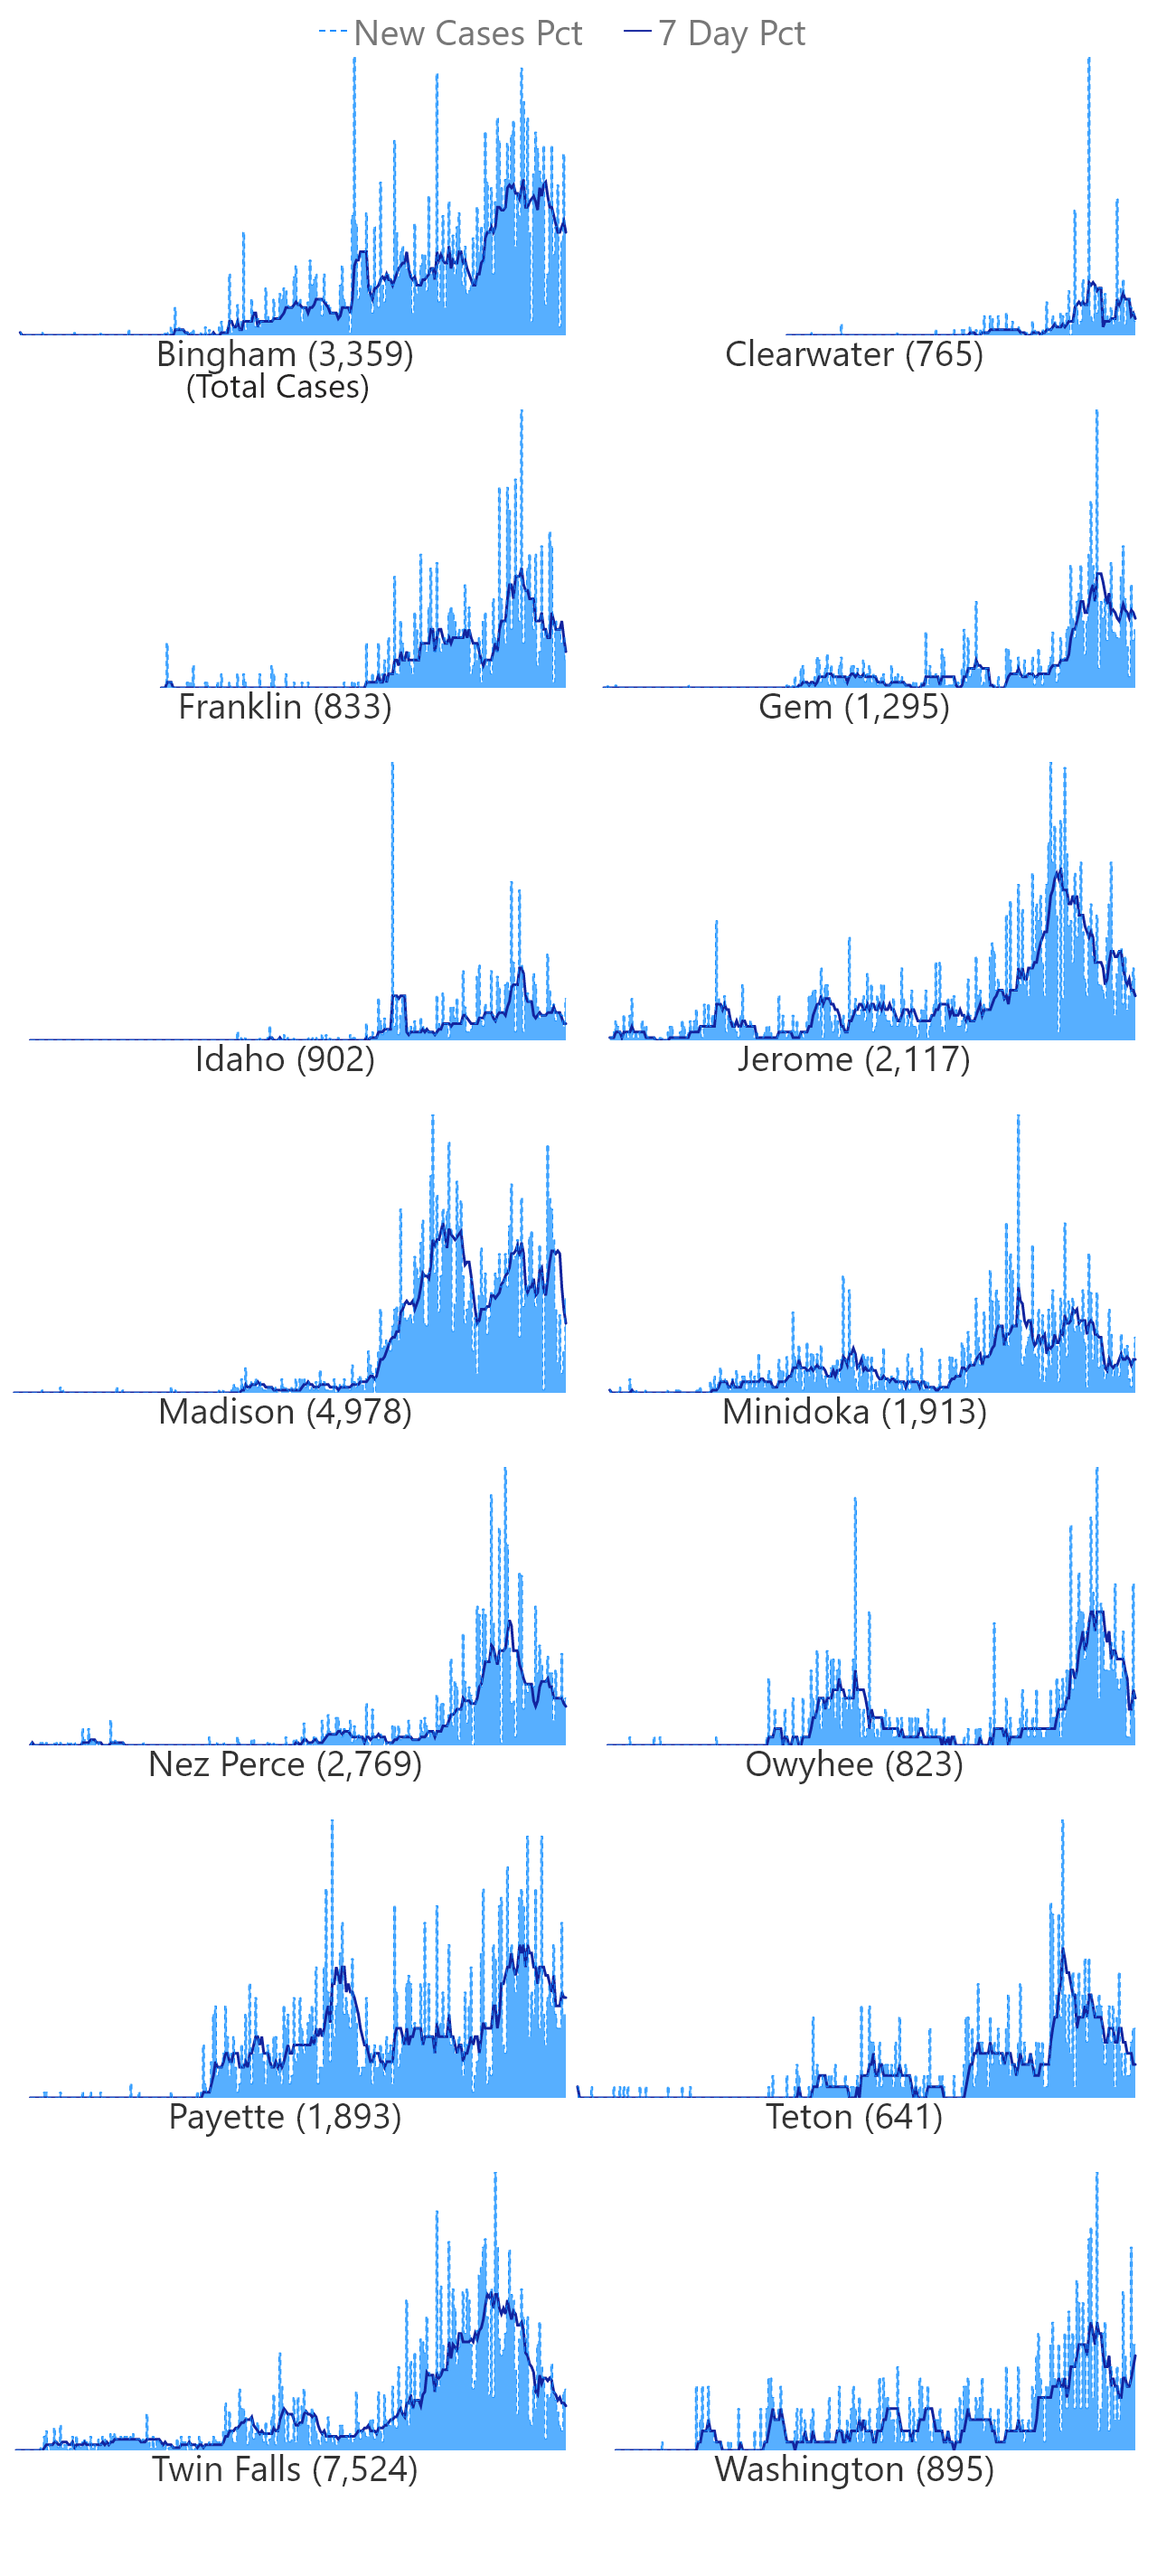 New Cases Pct 7 Day Pct
Bingham (3,359) Clearwater (765)
(Total Cases)
Franklin (833) Gem (1,295)
Idaho (902) Jerome (2,117)
Madison (4,978) Minidoka (1,913)
Nez Perce (2,769) Owyhee (823)
Payette (1,893) Teton (641)
Twin Falls (7,524) Washington (895)